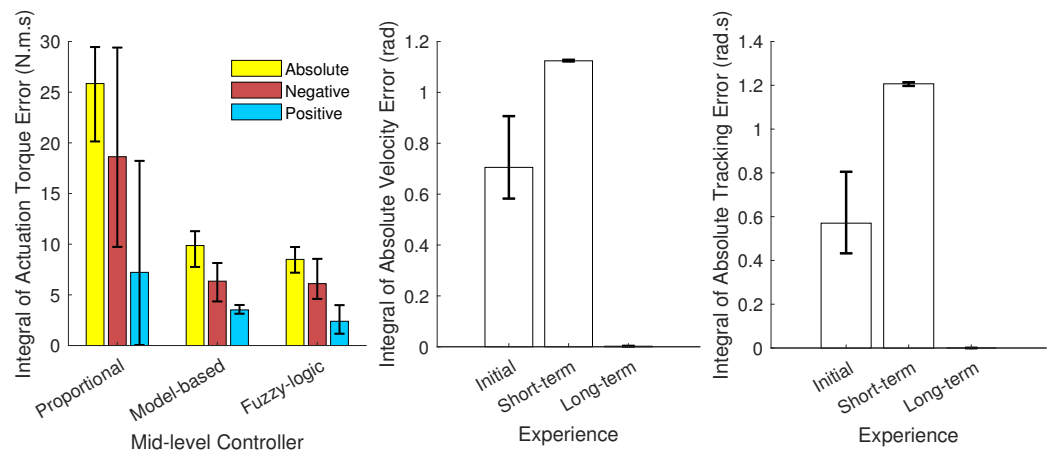 Integral of Actuation Torque Error (N.m.s)
30
25
20
15
10
5
0
Absolute
Negative
Positive
Proportional
Model-based
Fuzzy-logic
Mid-level Controller
Integral of Absolute Velocity Error (rad)
1.2
1
0.8
0.6
0.4
0.2
0
Initial
Short-term
Long-term
Experience
Integral of Absolute Tracking Error (rad.s)
1.4
1.2
1
0.8
0.6
0.4
0.2
0
Initial
Short-term
Long-term
Experience